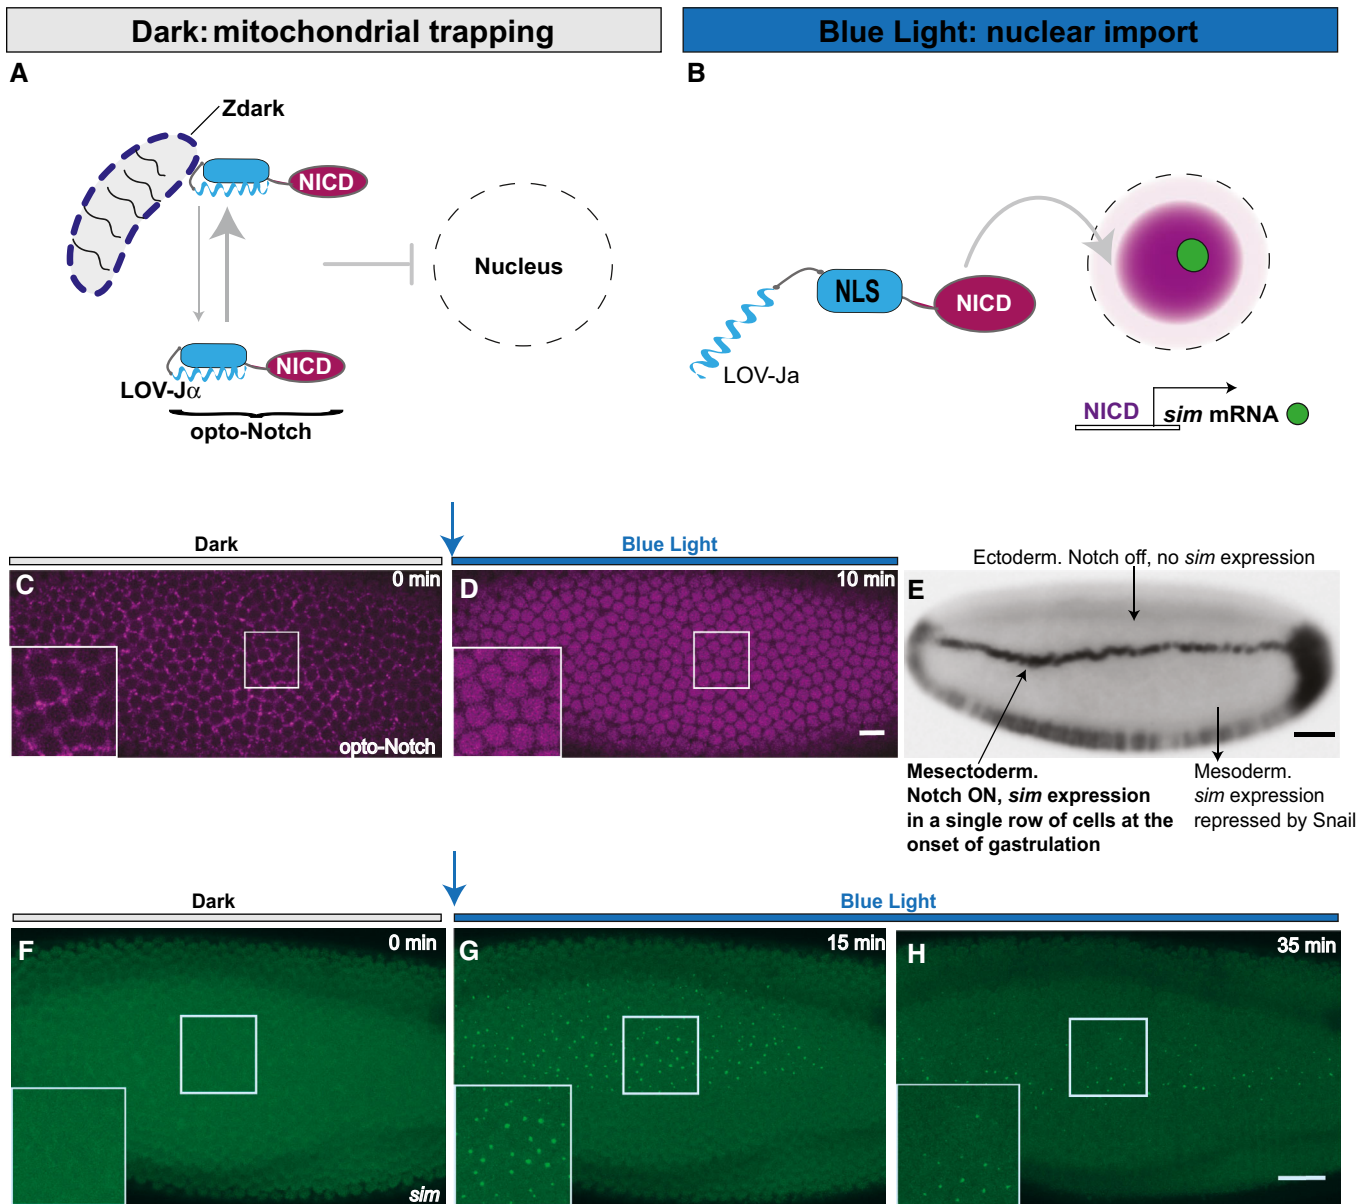 Dark: mitochondrial trapping
Blue Light: nuclear import
A
B
Zdark
NICD
Nucleus
NICD
LOV-Jα
opto-Notch
NLS
NICD
LOV-Ja
NICD
sim mRNA
Dark
Blue Light
C
0 min
opto-Notch
D
10 min
Ectoderm. Notch off, no sim expression
E
Mesectoderm.
Notch ON, sim expression
in a single row of cells at the
onset of gastrulation
Mesoderm.
sim expression
repressed by Snail
Dark
Blue Light
F
0 min
sim
G
15 min
H
35 min